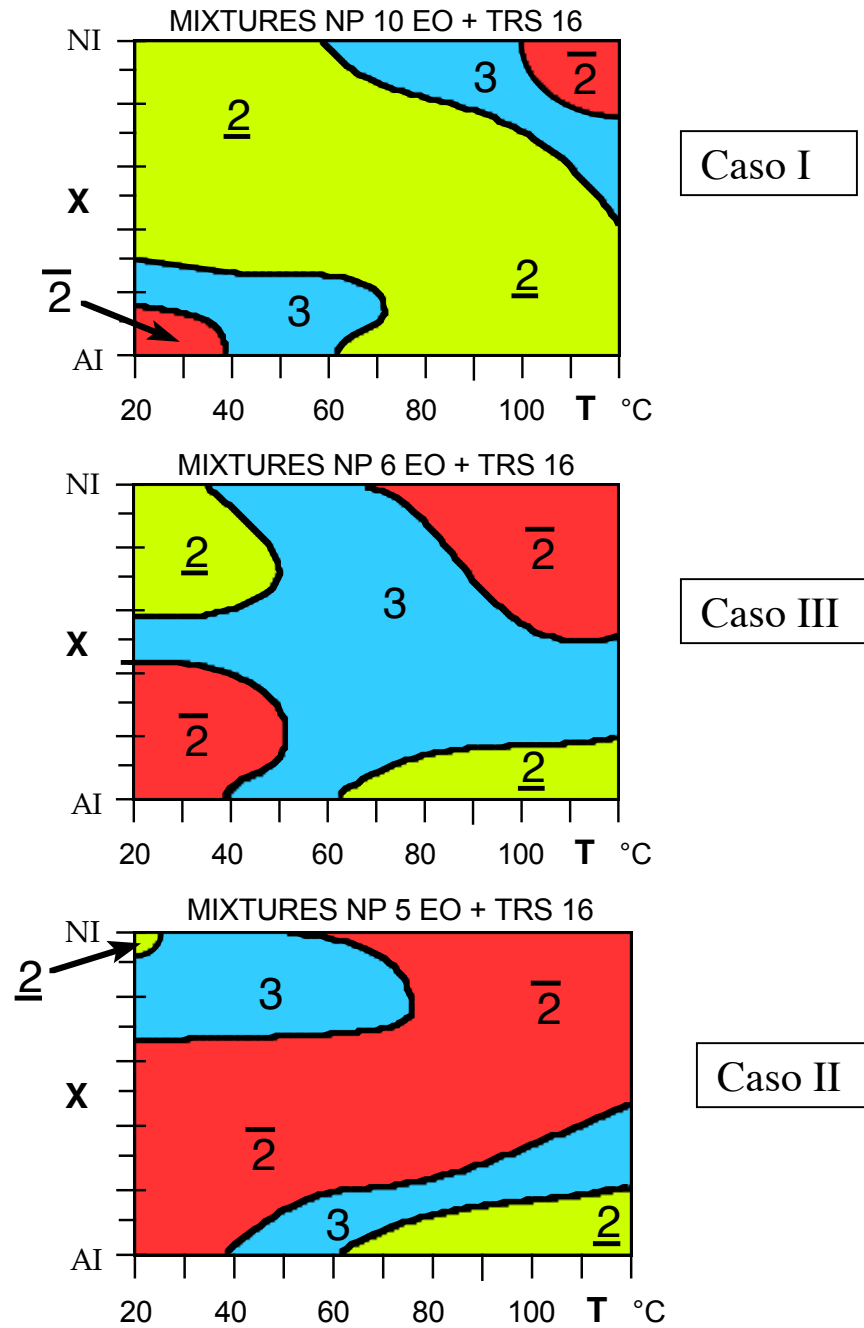 MIXTURES NP 10 EO + TRS 16
NI
3
2̅
2̲
Caso I
X
2̅
2̲
3
AI
20 40 60 80 100 T °C
MIXTURES NP 6 EO + TRS 16
NI
2̲
2̅
3
Caso III
X
2̅
2̲
AI
20 40 60 80 100 T °C
MIXTURES NP 5 EO + TRS 16
NI
2̲
3
2̅
Caso II
X
2̅
3
2̲
AI
20 40 60 80 100 T °C